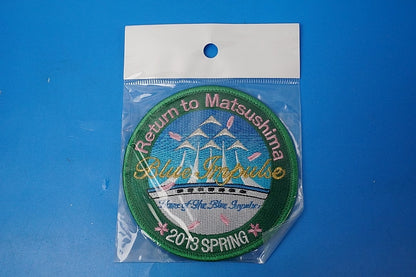 Return to Matsushima
Blue Impulse
Home of The Blue Impulse
2013 SPRING